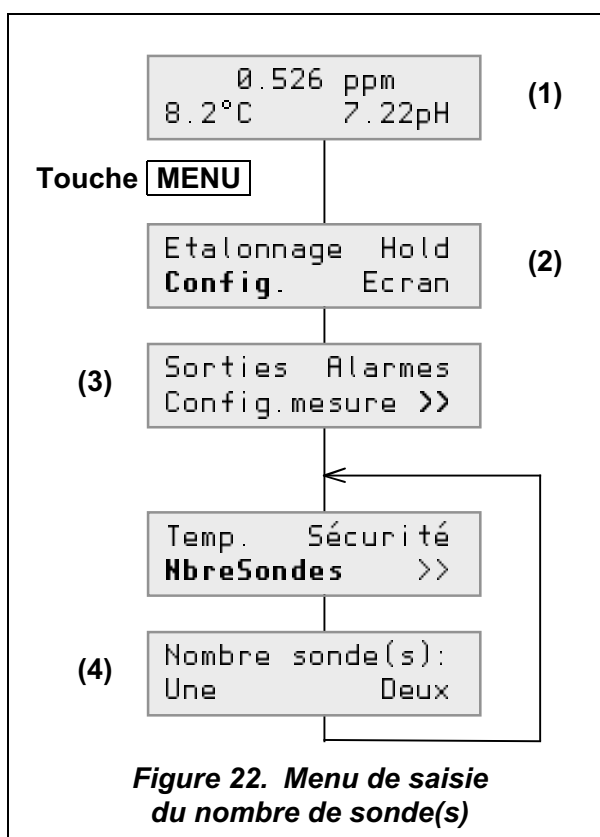 0.526 ppm
8.2°C 7.22pH
(1)
Touche MENU
Etalonnage Hold
Config. Ecran
(2)
(3)
Sorties Alarmes
Config.mesure >>
Temp. Sécurité
NbreSondes >>
(4)
Nombre sonde(s):
Une Deux
Figure 22. Menu de saisie
du nombre de sonde(s)